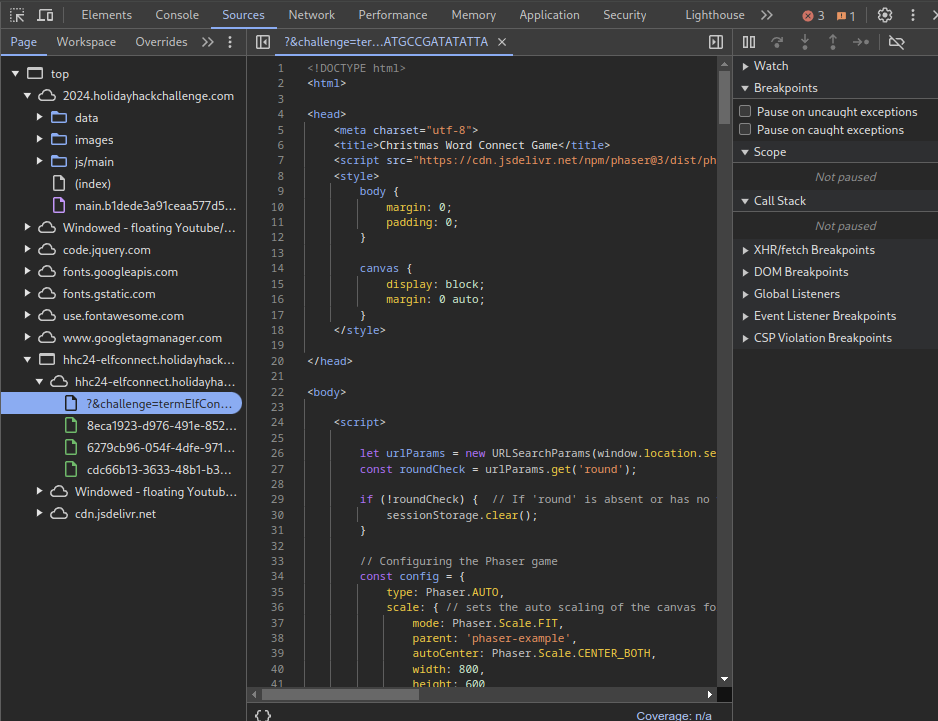 Elements Console Sources Network Performance Memory Application Security Lighthouse 3 1
Page Workspace Overrides ?&challenge=ter...ATGCCGATATATTA
top
2024.holidayhackchallenge.com
data
images
js/main
(index)
main.b1dede3a91ceaa577d5...
Windowed - floating Youtube/...
code.jquery.com
fonts.googleapis.com
fonts.gstatic.com
use.fontawesome.com
www.googletagmanager.com
hhc24-elfconnect.holidayhack...
hhc24-elfconnect.holidayha...
?&challenge=termElfCon...
8eca1923-d976-491e-852...
6279cb96-054f-4dfe-971...
cdc66b13-3633-48b1-b3...
Windowed - floating Youtub...
cdn.jsdelivr.net
1 <!DOCTYPE html>
2 <html>
3
4 <head>
5 <meta charset="utf-8">
6 <title>Christmas Word Connect Game</title>
7 <script src="https://cdn.jsdelivr.net/npm/phaser@3/dist/ph
8 <style>
9 body {
10 margin: 0;
11 padding: 0;
12 }
13
14 canvas {
15 display: block;
16 margin: 0 auto;
17 }
18 </style>
19
20 </head>
21
22 <body>
23
24 <script>
25
26 let urlParams = new URLSearchParams(window.location.se
27 const roundCheck = urlParams.get('round');
28
29 if (!roundCheck) { // If 'round' is absent or has no
30 sessionStorage.clear();
31 }
32
33 // Configuring the Phaser game
34 const config = {
35 type: Phaser.AUTO,
36 scale: { // sets the auto scaling of the canvas fo
37 mode: Phaser.Scale.FIT,
38 parent: 'phaser-example',
39 autoCenter: Phaser.Scale.CENTER_BOTH,
40 width: 800,
41 height: 600
{}
Coverage: n/a
Watch
Breakpoints
Pause on uncaught exceptions
Pause on caught exceptions
Scope
Not paused
Call Stack
Not paused
XHR/fetch Breakpoints
DOM Breakpoints
Global Listeners
Event Listener Breakpoints
CSP Violation Breakpoints